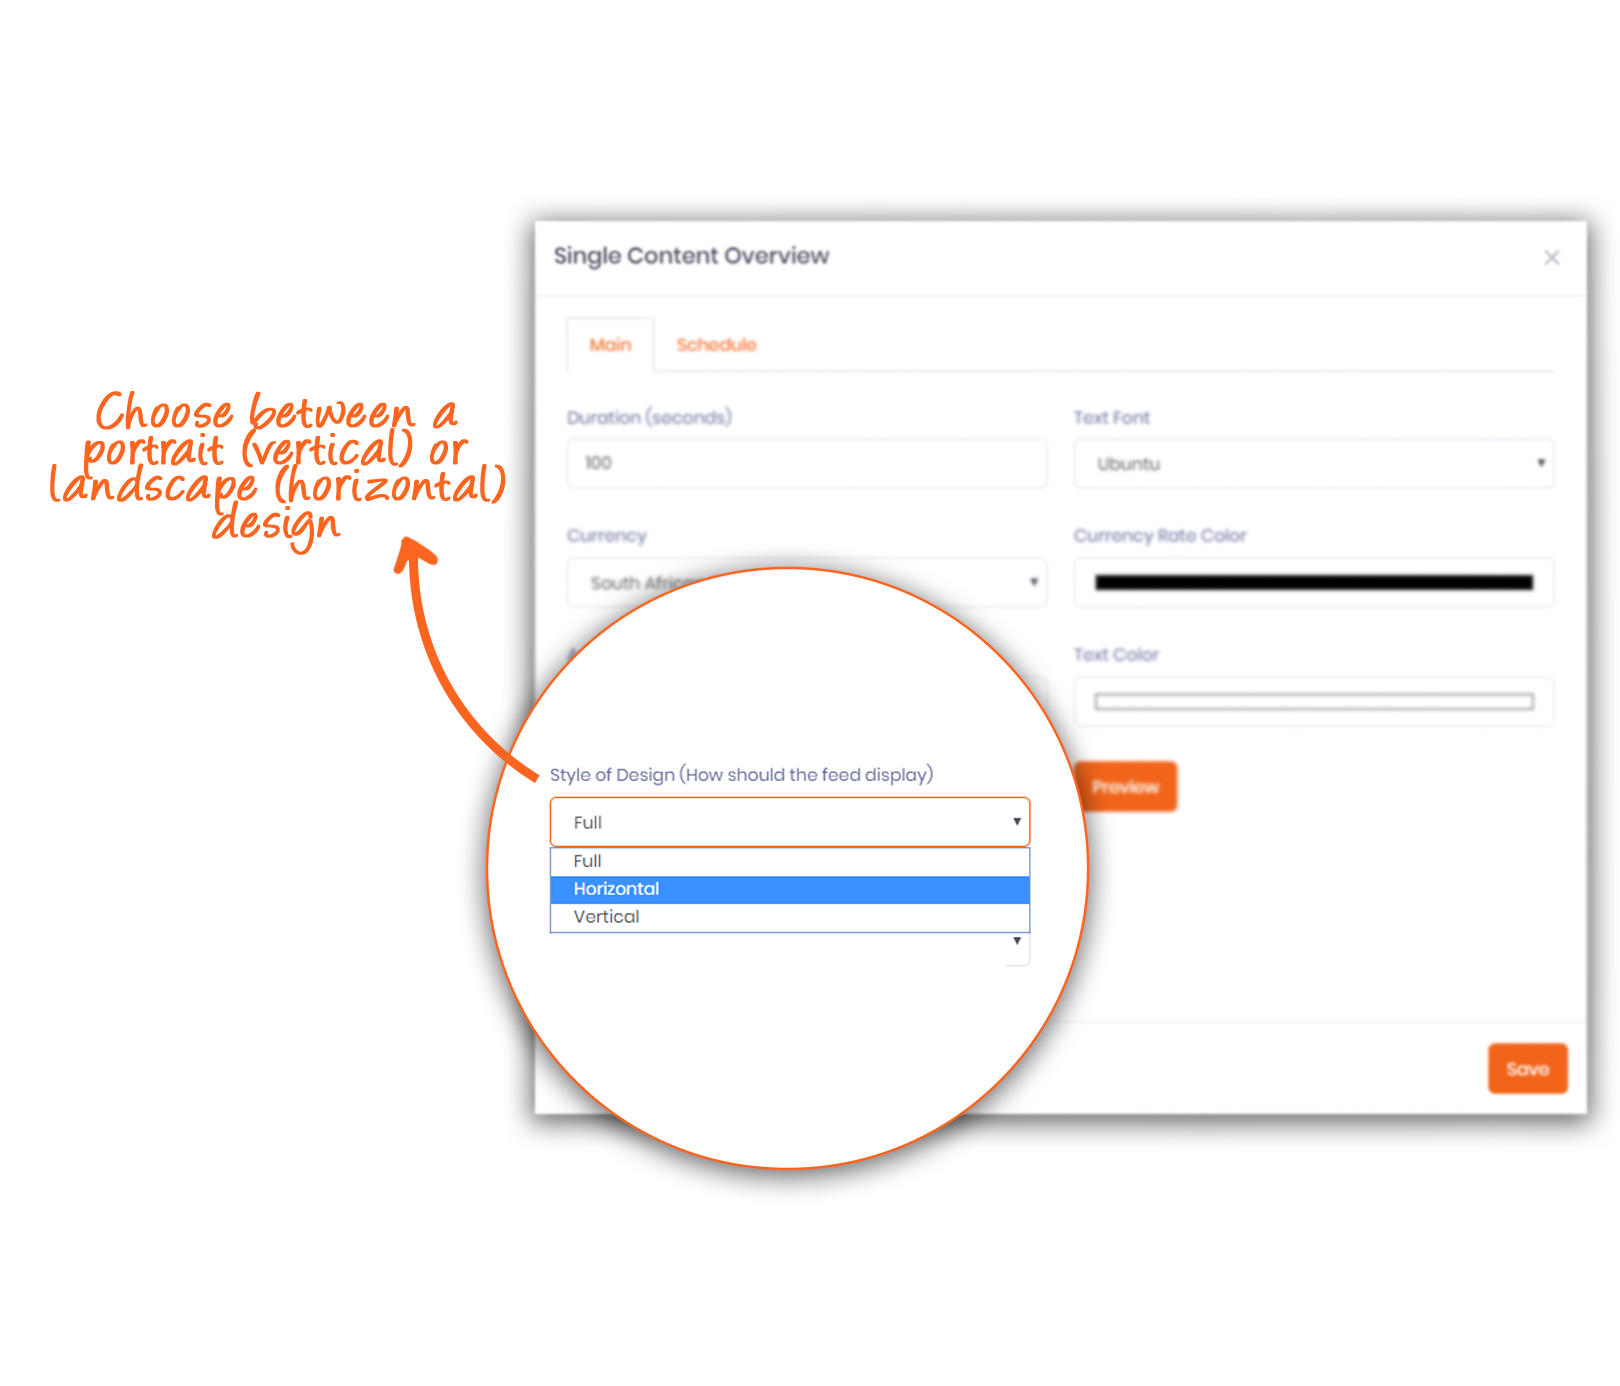 Single Content Overview
×
Main
Schedule
Choose between a
portrait (vertical) or
landscape (horizontal)
design
Duration (seconds)
100
Text Font
Ubuntu
Currency
South
Currency Rate Color
Text Color
Style of Design (How should the feed display)
Full
Full
Horizontal
Vertical
Preview
Save